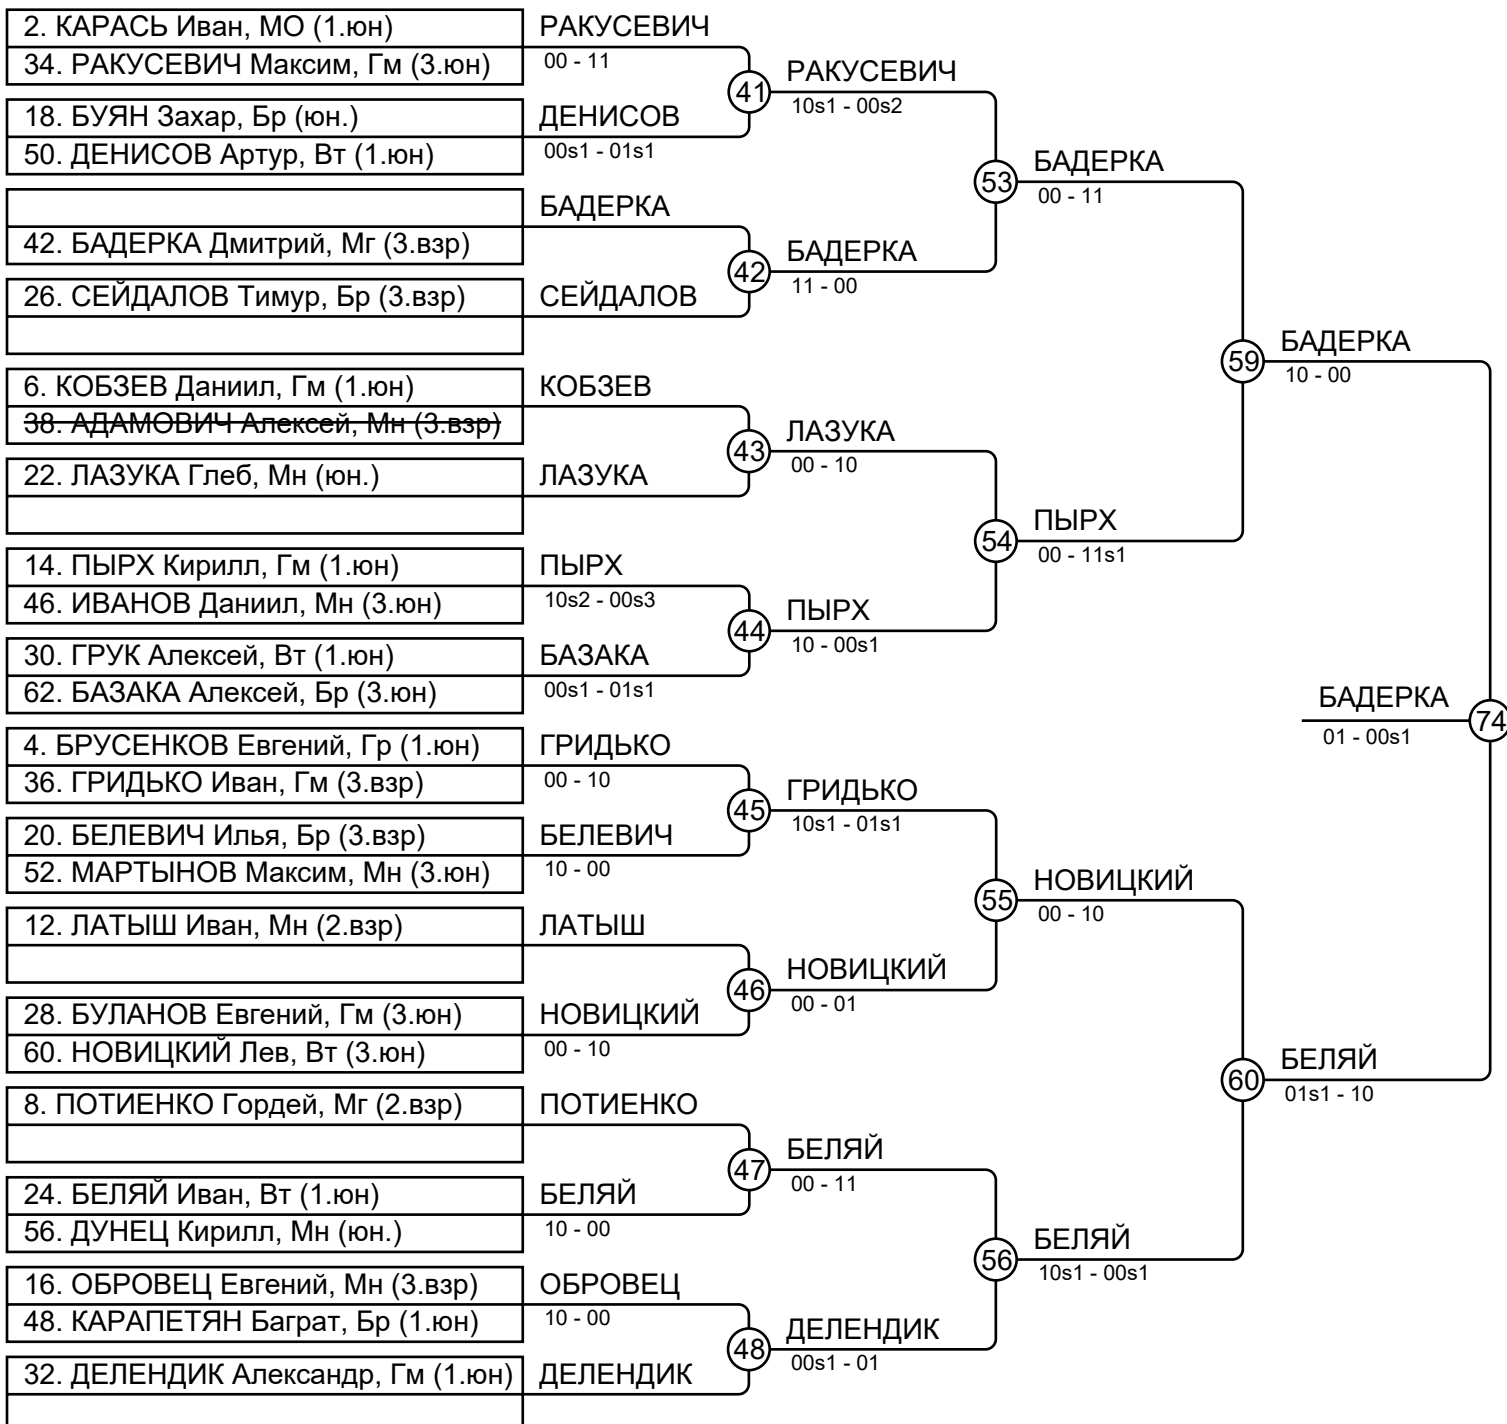 2. КАРАСЬ Иван, МО (1.юн)
34. РАКУСЕВИЧ Максим, Гм (3.юн)
18. БУЯН Захар, Бр (юн.)
50. ДЕНИСОВ Артур, Вт (1.юн)
42. БАДЕРКА Дмитрий, Мг (3.взр)
26. СЕЙДАЛОВ Тимур, Бр (3.взр)
6. КОБЗЕВ Даниил, Гм (1.юн)
38. АДАМОВИЧ Алексей, Мн (3.взр)
22. ЛАЗУКА Глеб, Мн (юн.)
14. ПЫРХ Кирилл, Гм (1.юн)
46. ИВАНОВ Даниил, Мн (3.юн)
30. ГРУК Алексей, Вт (1.юн)
62. БАЗАКА Алексей, Бр (3.юн)
4. БРУСЕНКОВ Евгений, Гр (1.юн)
36. ГРИДЬКО Иван, Гм (3.взр)
20. БЕЛЕВИЧ Илья, Бр (3.взр)
52. МАРТЫНОВ Максим, Мн (3.юн)
12. ЛАТЫШ Иван, Мн (2.взр)
28. БУЛАНОВ Евгений, Гм (3.юн)
60. НОВИЦКИЙ Лев, Вт (3.юн)
8. ПОТИЕНКО Гордей, Мг (2.взр)
24. БЕЛЯЙ Иван, Вт (1.юн)
56. ДУНЕЦ Кирилл, Мн (юн.)
16. ОБРОВЕЦ Евгений, Мн (3.взр)
48. КАРАПЕТЯН Баграт, Бр (1.юн)
32. ДЕЛЕНДИК Александр, Гм (1.юн)
РАКУСЕВИЧ
00 - 11
ДЕНИСОВ
00s1 - 01s1
БАДЕРКА
СЕЙДАЛОВ
КОБЗЕВ
ЛАЗУКА
ПЫРХ
10s2 - 00s3
БАЗАКА
00s1 - 01s1
ГРИДЬКО
00 - 10
БЕЛЕВИЧ
10 - 00
ЛАТЫШ
НОВИЦКИЙ
00 - 10
ПОТИЕНКО
БЕЛЯЙ
10 - 00
ОБРОВЕЦ
10 - 00
ДЕЛЕНДИК
41
РАКУСЕВИЧ
10s1 - 00s2
42
БАДЕРКА
11 - 00
43
ЛАЗУКА
00 - 10
44
ПЫРХ
10 - 00s1
45
ГРИДЬКО
10s1 - 01s1
46
НОВИЦКИЙ
00 - 01
47
БЕЛЯЙ
00 - 11
48
ДЕЛЕНДИК
00s1 - 01
53
БАДЕРКА
00 - 11
54
ПЫРХ
00 - 11s1
55
НОВИЦКИЙ
00 - 10
56
БЕЛЯЙ
10s1 - 00s1
59
БАДЕРКА
10 - 00
60
БЕЛЯЙ
01s1 - 10
БАДЕРКА
01 - 00s1
74